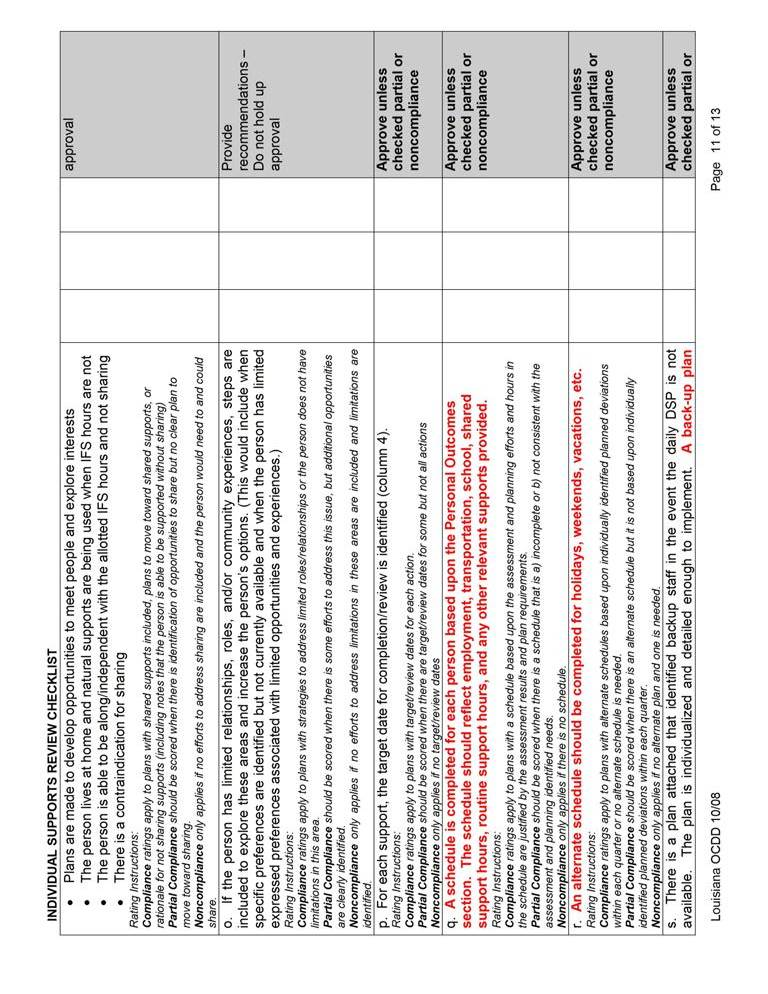 INDIVIDUAL SUPPORTS REVIEW CHECKLIST
• Plans are made to develop opportunities to meet people and explore interests
• The person lives at home and natural supports are being used when IFS hours are not
• The person is able to be along/independent with the allotted IFS hours and not sharing
• There is a contraindication for sharing
Rating Instructions:
Compliance ratings apply to plans with shared supports included, plans to move toward shared supports, or
rationale for not sharing supports (including notes that the person is able to be supported without sharing)
Partial Compliance should be scored when there is identification of opportunities to share but no clear plan to
move toward sharing.
Noncompliance only applies if no efforts to address sharing are included and the person would need to and could
share.
approval
o. If the person has limited relationships, roles, and/or community experiences, steps are
included to explore these areas and increase the person's options. (This would include when
specific preferences are identified but not currently available and when the person has limited
expressed preferences associated with limited opportunities and experiences.)
Rating Instructions:
Compliance ratings apply to plans with strategies to address limited roles/relationships or the person does not have
limitations in this area.
Partial Compliance should be scored when there is some efforts to address this issue, but additional opportunities
are clearly identified.
Noncompliance only applies if no efforts to address limitations in these areas are included and limitations are
identified.
Provide
recommendations –
Do not hold up
approval
p. For each support, the target date for completion/review is identified (column 4).
Rating Instructions:
Compliance ratings apply to plans with target/review dates for each action.
Partial Compliance should be scored when there are target/review dates for some but not all actions
Noncompliance only applies if no target/review dates
Approve unless
checked partial or
noncompliance
q. A schedule is completed for each person based upon the Personal Outcomes
section. The schedule should reflect employment, transportation, school, shared
support hours, routine support hours, and any other relevant supports provided.
Rating Instructions:
Compliance ratings apply to plans with a schedule based upon the assessment and planning efforts and hours in
the schedule are justified by the assessment results and plan requirements.
Partial Compliance should be scored when there is a schedule that is a) incomplete or b) not consistent with the
assessment and planning identified needs.
Noncompliance only applies if there is no schedule.
Approve unless
checked partial or
noncompliance
r. An alternate schedule should be completed for holidays, weekends, vacations, etc.
Rating Instructions:
Compliance ratings apply to plans with alternate schedules based upon individually identified planned deviations
within each quarter or no alternate schedule is needed.
Partial Compliance should be scored when there is an alternate schedule but it is not based upon individually
identified planned deviations within each quarter.
Noncompliance only applies if no alternate plan and one is needed.
Approve unless
checked partial or
noncompliance
s. There is a plan attached that identified backup staff in the event the daily DSP is not
available. The plan is individualized and detailed enough to implement. A back-up plan
Approve unless
checked partial or
Louisiana OCDD 10/08
Page 11 of 13